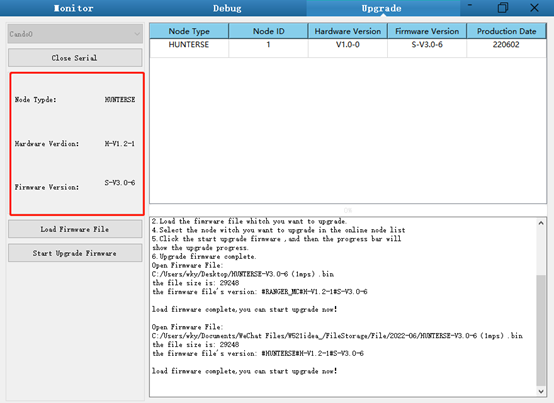 Monitor Debug Upgrade
Cando0
Close Serial
Node Type Node ID Hardware Version Firmware Version Production Date
HUNTERSE 1 V1.0-0 S-V3.0-6 220602
Node Typde: HUNTERSE
Hardware Verdion: H-V1.2-1
Firmware Version: S-V3.0-6
Load Firmware File
Start Upgrade Firmware
2.Load the fimrware file whitch you want to upgrade.
4.Select the node witch you want to upgrade in the online node list
5.Click the start upgrade firmware ,and then the progress bar will
show the upgrade progress.
6.Upgrade firmware complete.
Open Firmware File:
C:/Users/wky/Desktop/HUNTERSE-V3.0-6 (1mps) .bin
the file size is: 29248
the firmware file's version: #RANGER_MC#H-V1.2-1#S-V3.0-6
load firmware complete,you can start upgrade now!
Open Firmware File:
C:/Users/wky/Documents/WeChat Files/W521idea_/FileStorage/File/2022-06/HUNTERSE-V3.0-6 (1mps) .bin
the file size is: 29248
the firmware file's version: #HUNTERSE#H-V1.2-1#S-V3.0-6
load firmware complete,you can start upgrade now!